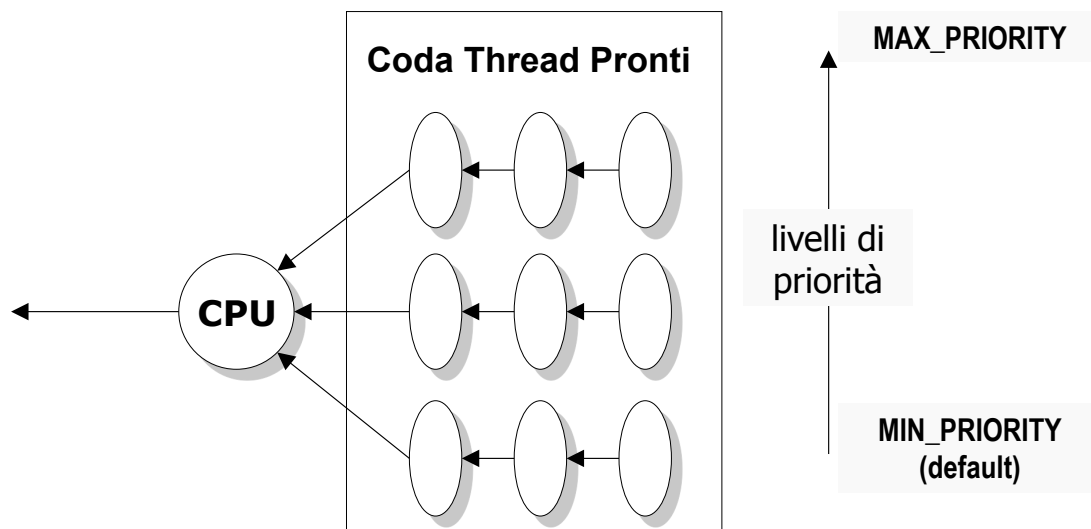 MAX_PRIORITY
Coda Thread Pronti
livelli di
priorità
CPU
MIN_PRIORITY
(default)